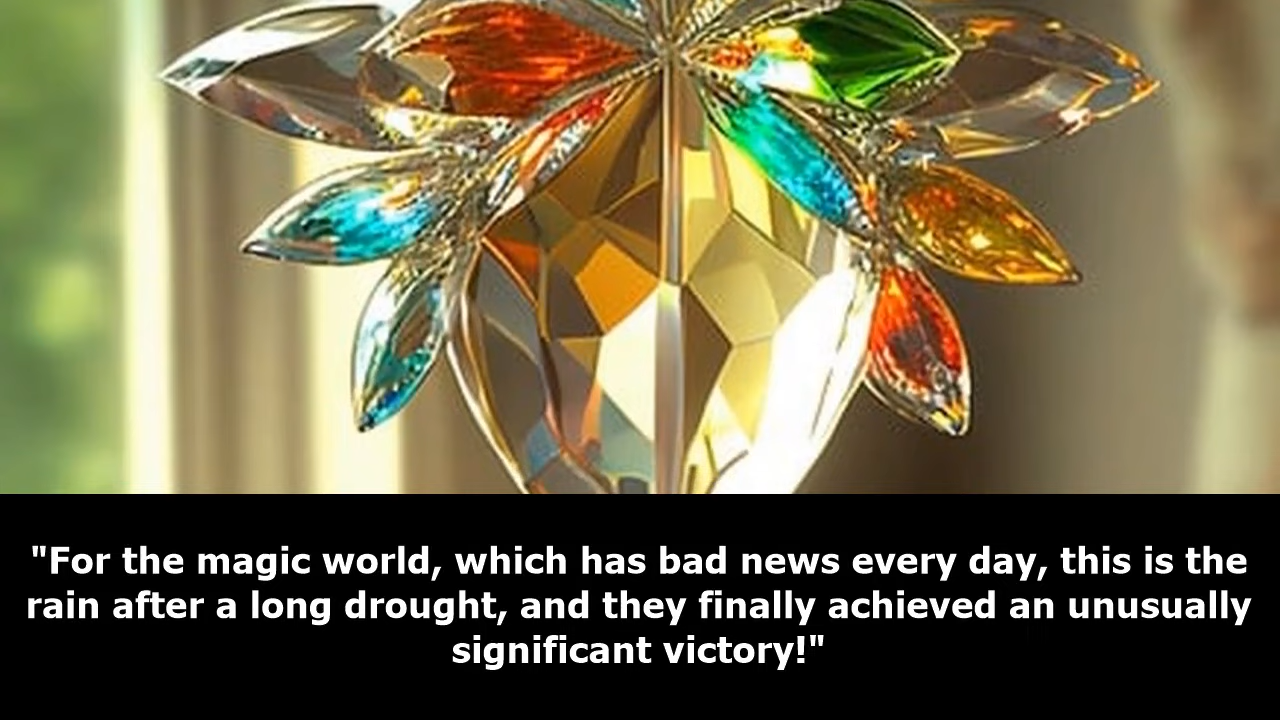 "For the magic world, which has bad news every day, this is the
rain after a long drought, and they finally achieved an unusually
significant victory!"